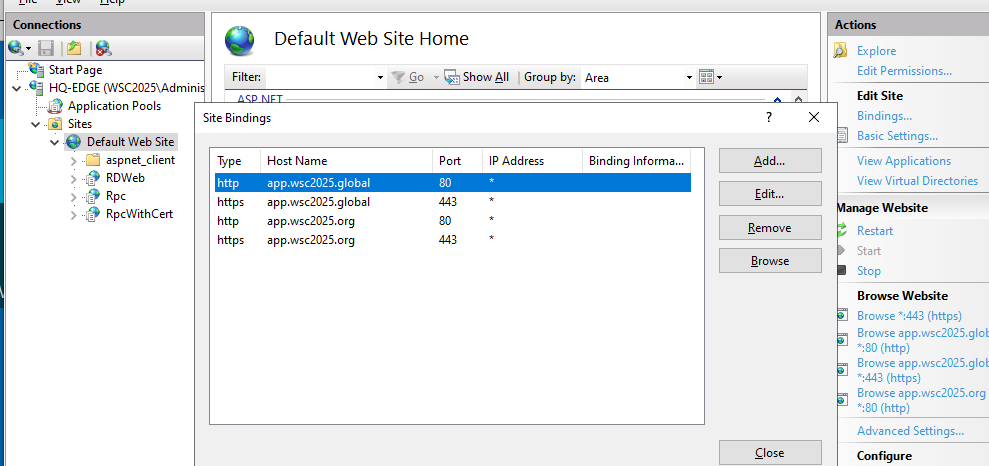 File View Help
Connections
Start Page
HQ-EDGE (WSC2025\Adminis
Application Pools
Sites
Default Web Site
aspnet_client
RDWeb
Rpc
RpcWithCert
Default Web Site Home
Filter: Go Show All Group by: Area
ASP.NET
Site Bindings ?
Type Host Name Port IP Address Binding Informa...
http app.wsc2025.global 80 *
https app.wsc2025.global 443 *
http app.wsc2025.org 80 *
https app.wsc2025.org 443 *
Add...
Edit...
Remove
Browse
Close
Actions
Explore
Edit Permissions...
Edit Site
Bindings...
Basic Settings...
View Applications
View Virtual Directories
Manage Website
Restart
Start
Stop
Browse Website
Browse *:443 (https)
Browse app.wsc2025.glob
*:80 (http)
Browse app.wsc2025.glob
*:443 (https)
Browse app.wsc2025.org
*:80 (http)
Advanced Settings...
Configure